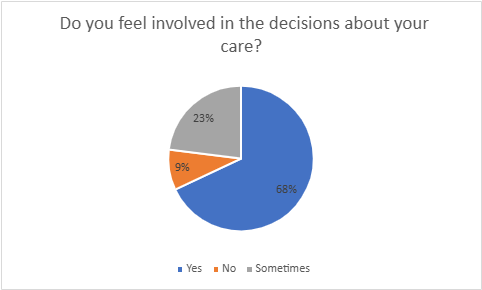 Do you feel involved in the decisions about your
care?
23%
9%
68%
Yes No Sometimes